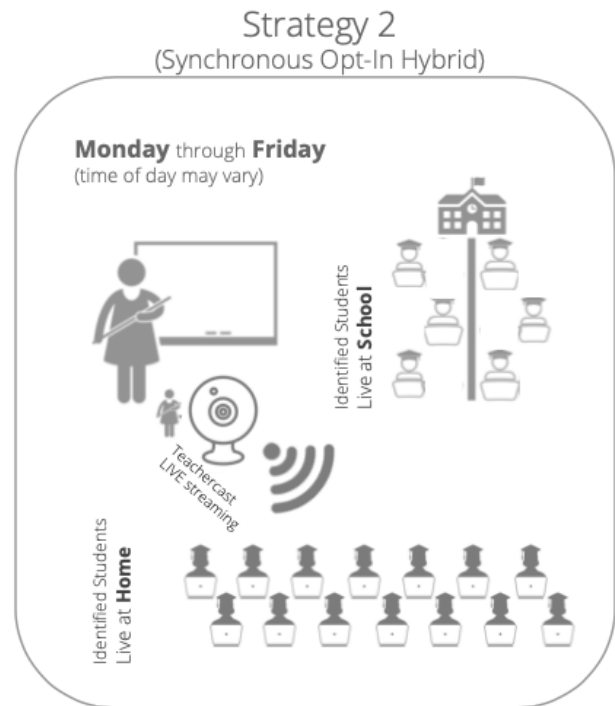 Strategy 2
(Synchronous Opt-In Hybrid)
Monday through Friday
(time of day may vary)
Identified Students
Live at School
Teachercast
LIVE streaming
Identified Students
Live at Home